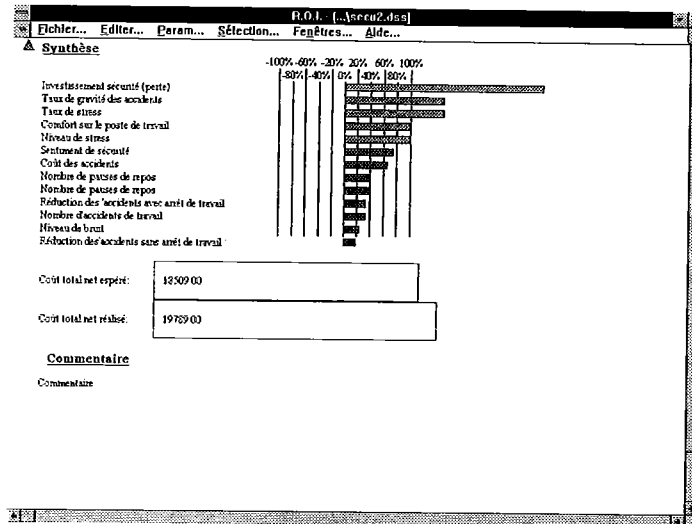 R.O.I. - [...\secu2.dss]
Fichier... Editer... Param... Sélection... Fenêtres... Aide...
Synthèse
-100% -60% -20% 20% 60% 100%
-80% -40% 0% 40% 80%
Investissement sécurité (perte)
Taux de gravité des accidents
Taux de stress
Comfort sur le poste de travail
Niveau de stress
Sentiment de sécurité
Coût des accidents
Nombre de pauses de repos
Nombre de pauses de repos
Réduction des accidents avec arrêt de travail
Nombre d'accidents de travail
Niveau de bruit
Réduction des accidents sans arrêt de travail
Coût total net espéré: 18509.00
Coût total net réalisé: 19789.00
Commentaire
Commentaire